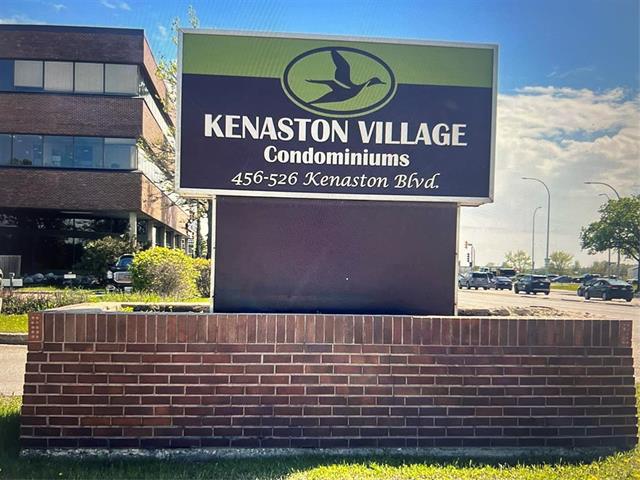 KENASTON VILLAGE
Condominiums
456-526 Kenaston Blvd.